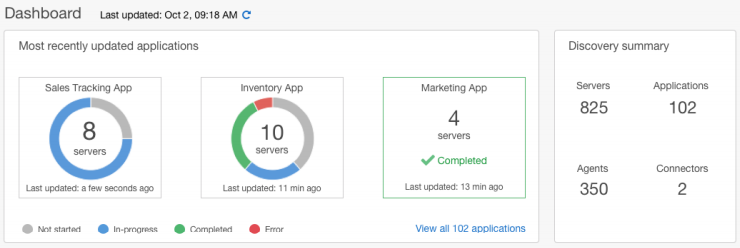 Dashboard Last updated: Oct 2, 09:18 AM
Most recently updated applications
Discovery summary
Sales Tracking App
8
servers
Last updated: a few seconds ago
Inventory App
10
servers
Last updated: 11 min ago
Marketing App
4
servers
Completed
Last updated: 13 min ago
Not started In-progress Completed Error
View all 102 applications
Servers
825
Applications
102
Agents
350
Connectors
2